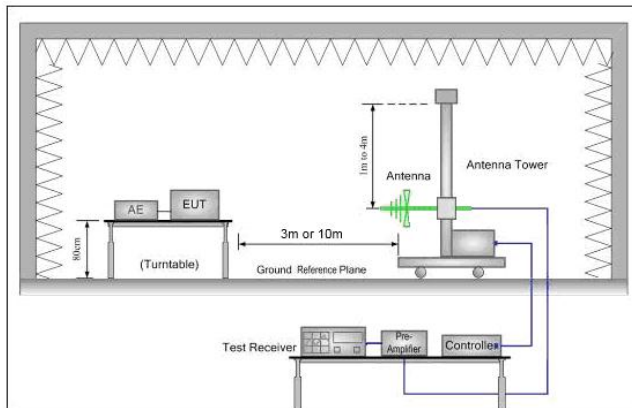 1m to 4m
Antenna
Antenna Tower
AE
EUT
3m or 10m
80cm
(Turntable)
Ground Reference Plane
Test Receiver
Pre-
Amplifier
Controller